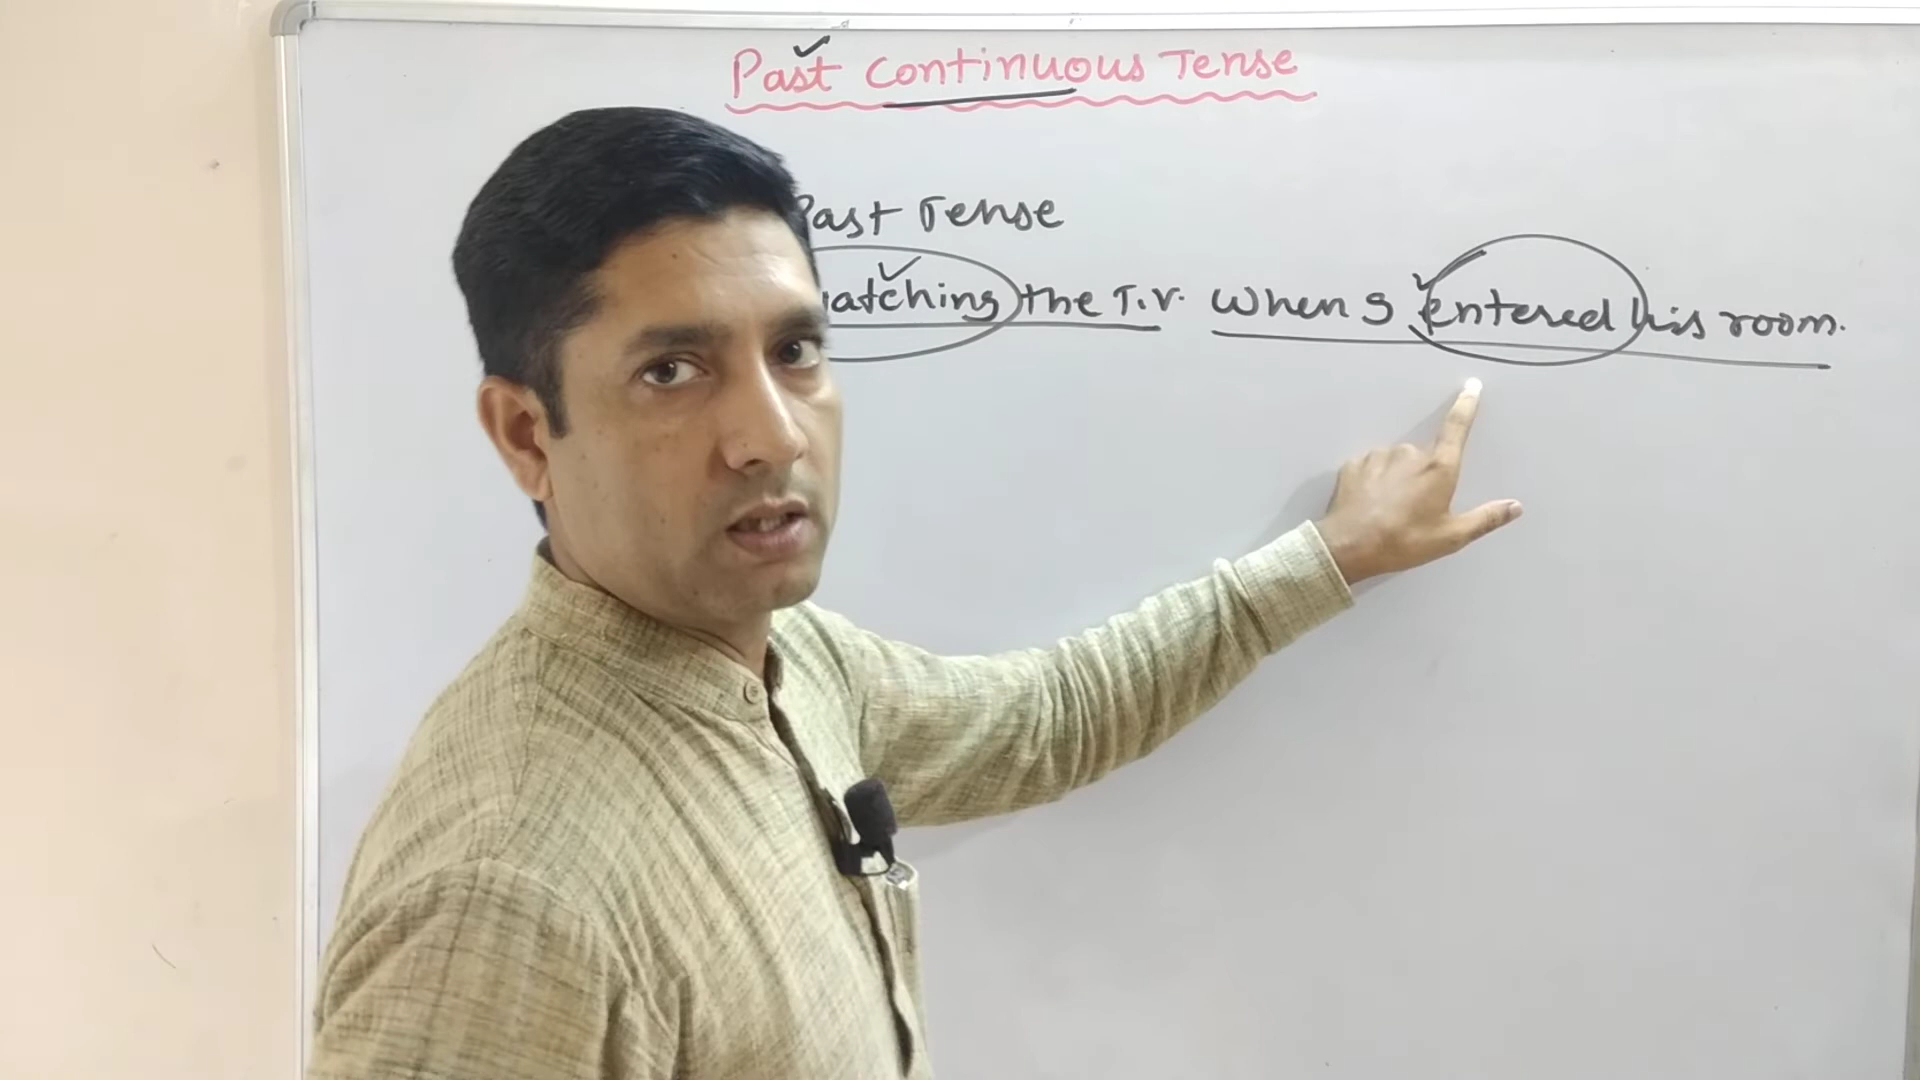 Past Continuous Tense
Past Tense
watching the T.V. when I entered his room.